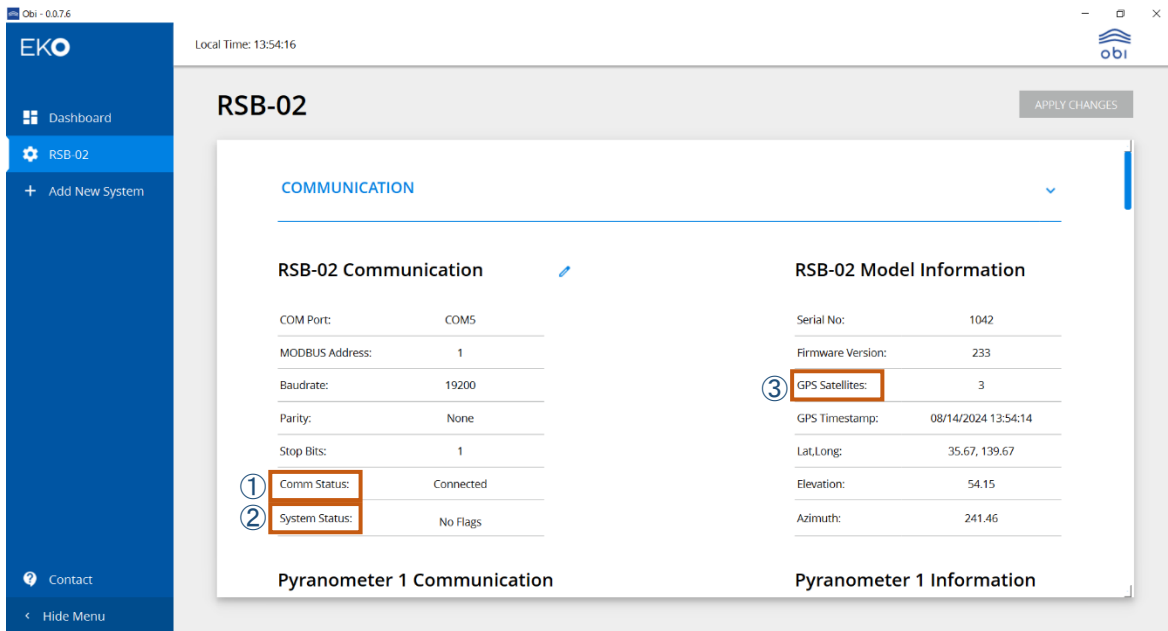 Obi - 0.0.7.6
EKO
Local Time: 13:54:16
obi
Dashboard
RSB-02
Add New System
Contact
Hide Menu
RSB-02
APPLY CHANGES
COMMUNICATION
RSB-02 Communication
COM Port: COM5
MODBUS Address: 1
Baudrate: 19200
Parity: None
Stop Bits: 1
① Comm Status: Connected
② System Status: No Flags
RSB-02 Model Information
Serial No: 1042
Firmware Version: 233
③ GPS Satellites: 3
GPS Timestamp: 08/14/2024 13:54:14
Lat,Long: 35.67, 139.67
Elevation: 54.15
Azimuth: 241.46
Pyranometer 1 Communication
Pyranometer 1 Information